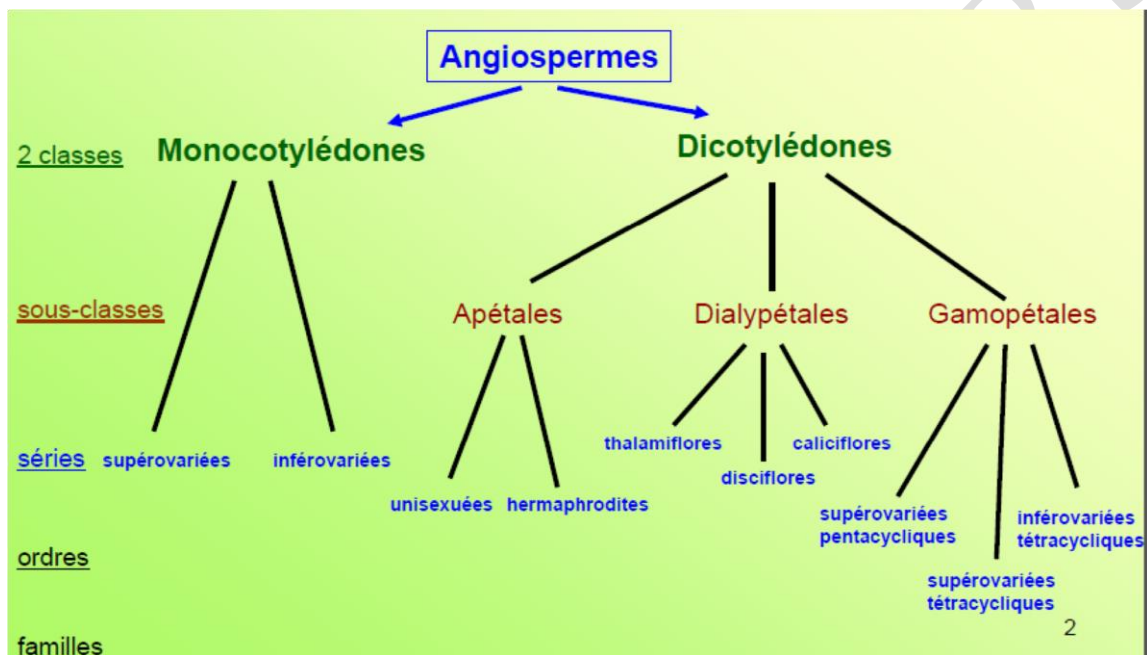 Angiospermes
2 classes
Monocotylédones
Dicotylédones
sous-classes
Apétales
Dialypétales
Gamopétales
séries
supérovariées
inférovariées
unisexuées
hermaphrodites
thalamiflores
disciflores
caliciflores
supérovariées
pentacycliques
supérovariées
tétracycliques
inférovariées
tétracycliques
ordres
familles
2